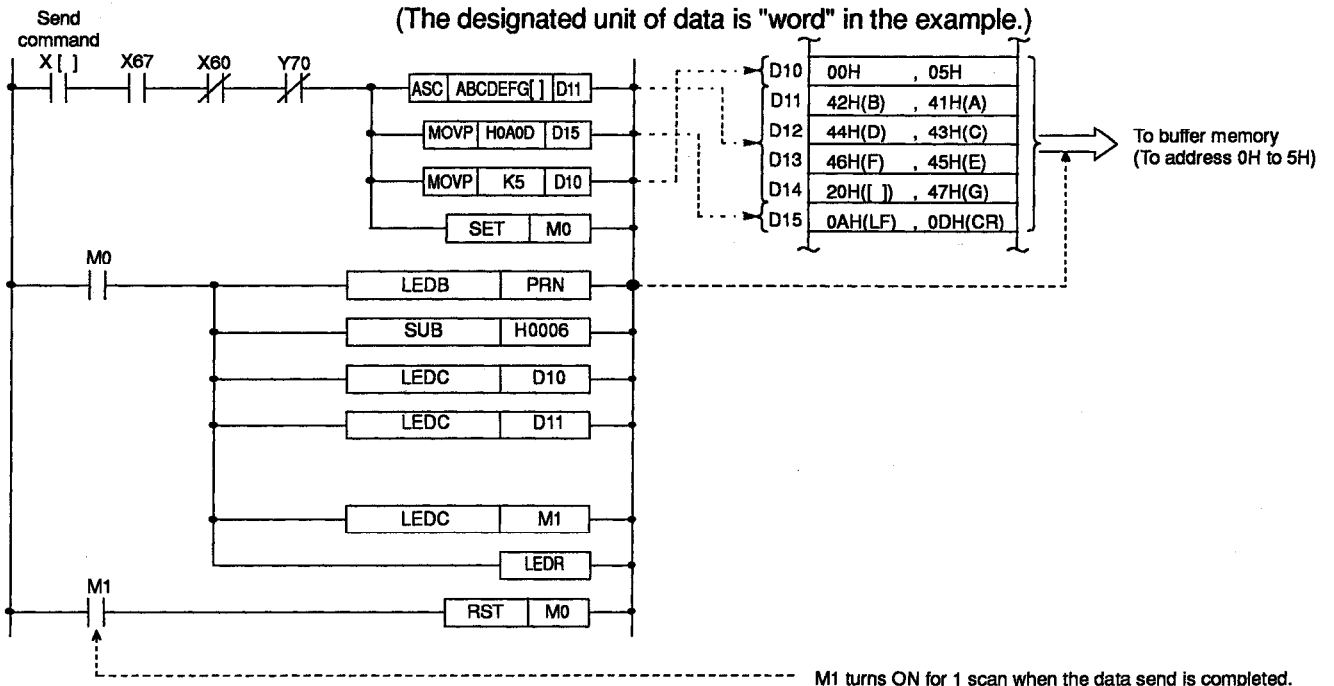 (The designated unit of data is "word" in the example.)
Send
command
X [ ] X67 X60 Y70
ASC ABCDEFG[ ] D11
MOVP H0A0D D15
MOVP K5 D10
SET M0
D10 00H , 05H
D11 42H(B) , 41H(A)
D12 44H(D) , 43H(C)
D13 46H(F) , 45H(E)
D14 20H([ ]) , 47H(G)
D15 0AH(LF) , 0DH(CR)
To buffer memory
(To address 0H to 5H)
M0
LEDB PRN
SUB H0006
LEDC D10
LEDC D11
LEDC M1
LEDR
M1
RST M0
M1 turns ON for 1 scan when the data send is completed.